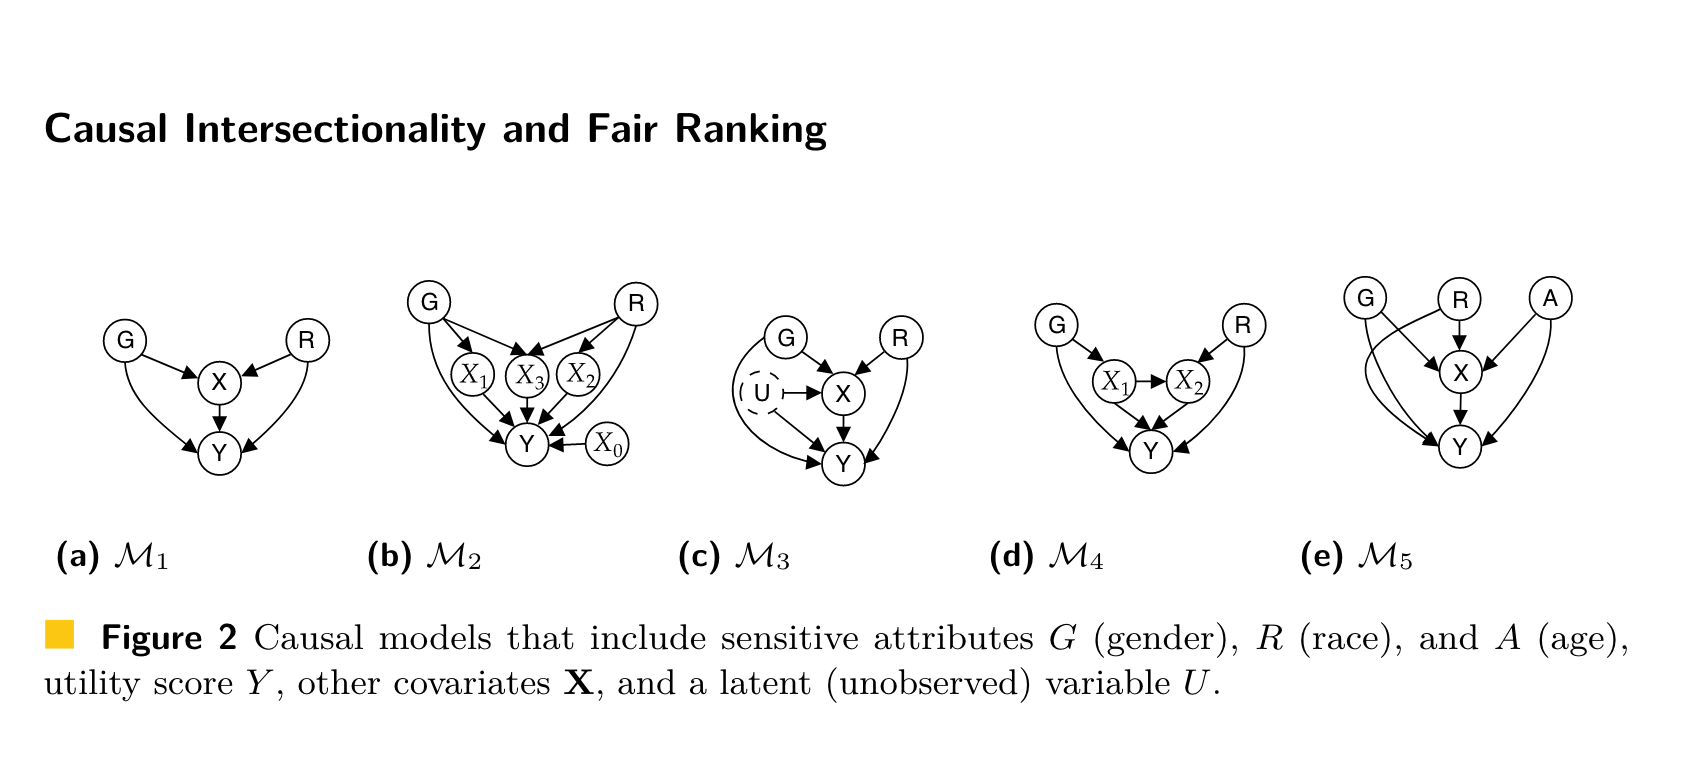 Causal Intersectionality and Fair Ranking
G R X Y
G R X₁ X₃ X₂ Y X₀
G R U X Y
G R X₁ X₂ Y
G R A X Y
(a) ℳ₁ (b) ℳ₂ (c) ℳ₃ (d) ℳ₄ (e) ℳ₅
Figure 2 Causal models that include sensitive attributes G (gender), R (race), and A (age),
utility score Y, other covariates X, and a latent (unobserved) variable U.